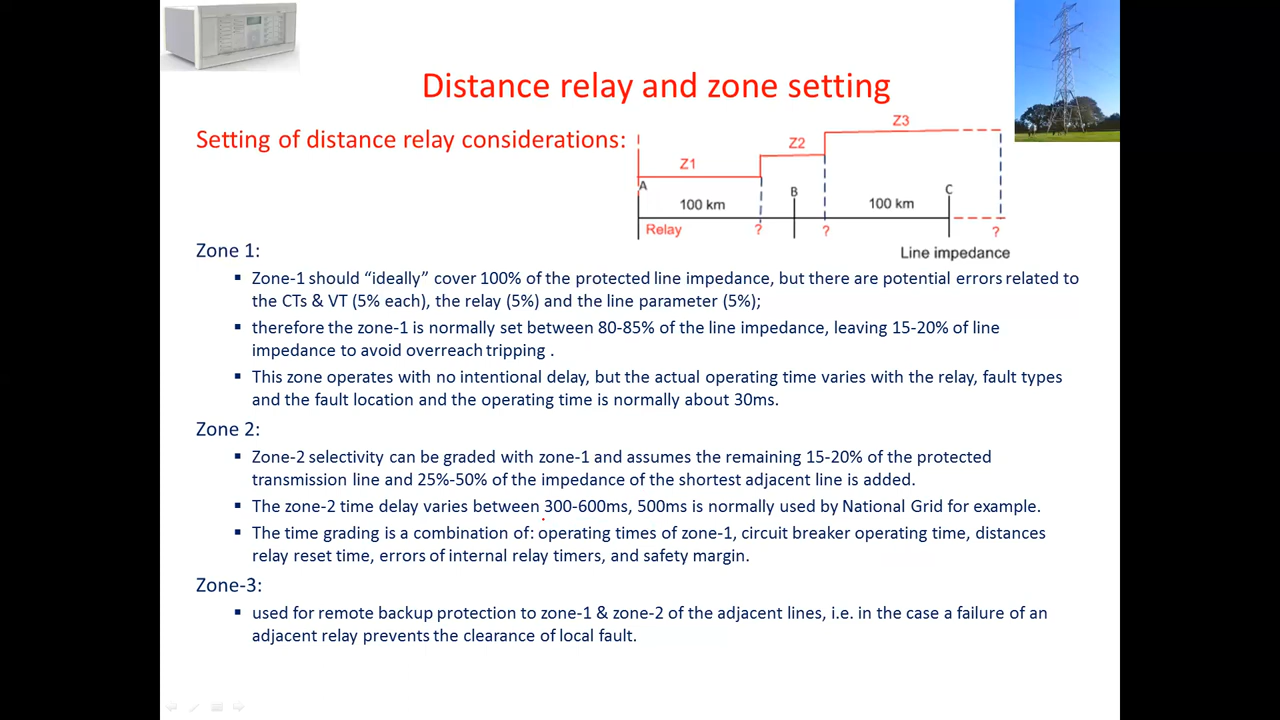 Distance relay and zone setting
Setting of distance relay considerations:
Z3
Z2
Z1
A
B
C
100 km
100 km
Relay
?
?
?
Line impedance
Zone 1:
▪ Zone-1 should “ideally” cover 100% of the protected line impedance, but there are potential errors related to
the CTs & VT (5% each), the relay (5%) and the line parameter (5%);
▪ therefore the zone-1 is normally set between 80-85% of the line impedance, leaving 15-20% of line
impedance to avoid overreach tripping .
▪ This zone operates with no intentional delay, but the actual operating time varies with the relay, fault types
and the fault location and the operating time is normally about 30ms.
Zone 2:
▪ Zone-2 selectivity can be graded with zone-1 and assumes the remaining 15-20% of the protected
transmission line and 25%-50% of the impedance of the shortest adjacent line is added.
▪ The zone-2 time delay varies between 300-600ms, 500ms is normally used by National Grid for example.
▪ The time grading is a combination of: operating times of zone-1, circuit breaker operating time, distances
relay reset time, errors of internal relay timers, and safety margin.
Zone-3:
▪ used for remote backup protection to zone-1 & zone-2 of the adjacent lines, i.e. in the case a failure of an
adjacent relay prevents the clearance of local fault.